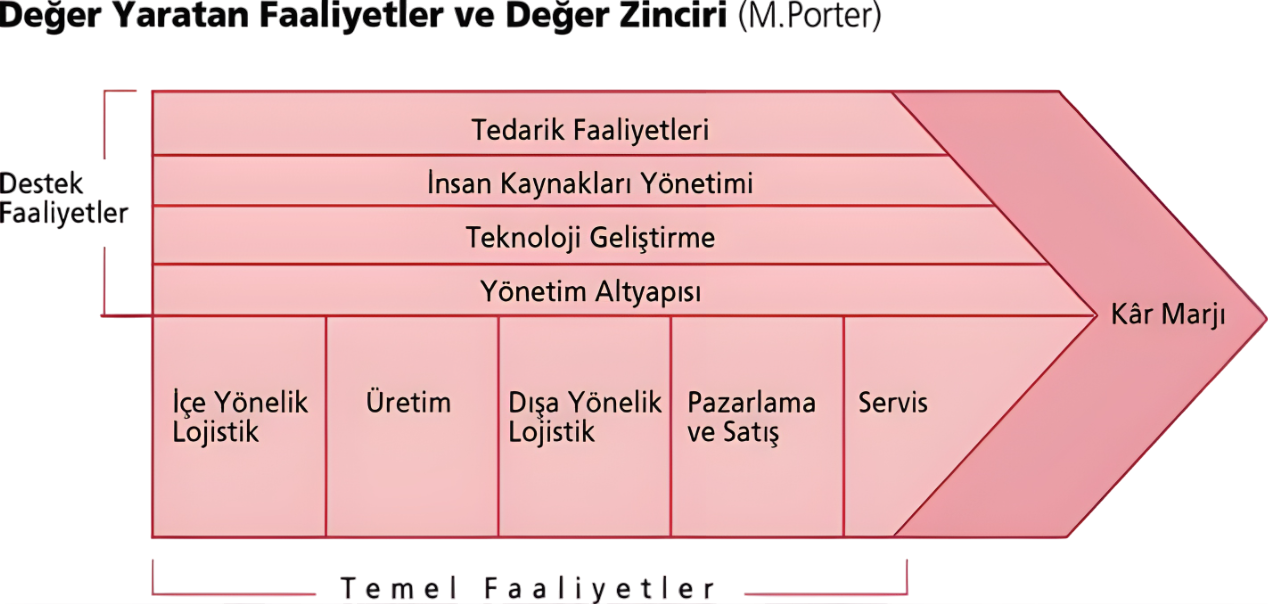 Değer Yaratan Faaliyetler ve Değer Zinciri (M.Porter)
Destek
Faaliyetler
Tedarik Faaliyetleri
İnsan Kaynakları Yönetimi
Teknoloji Geliştirme
Yönetim Altyapısı
Kâr Marjı
İçe Yönelik
Lojistik
Üretim
Dışa Yönelik
Lojistik
Pazarlama
ve Satış
Servis
Temel Faaliyetler